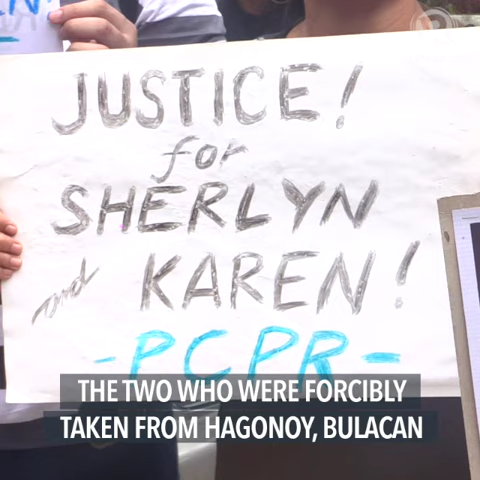 JUSTICE!
for
SHERLYN
and KAREN!
-PCPR-
THE TWO WHO WERE FORCIBLY
TAKEN FROM HAGONOY, BULACAN